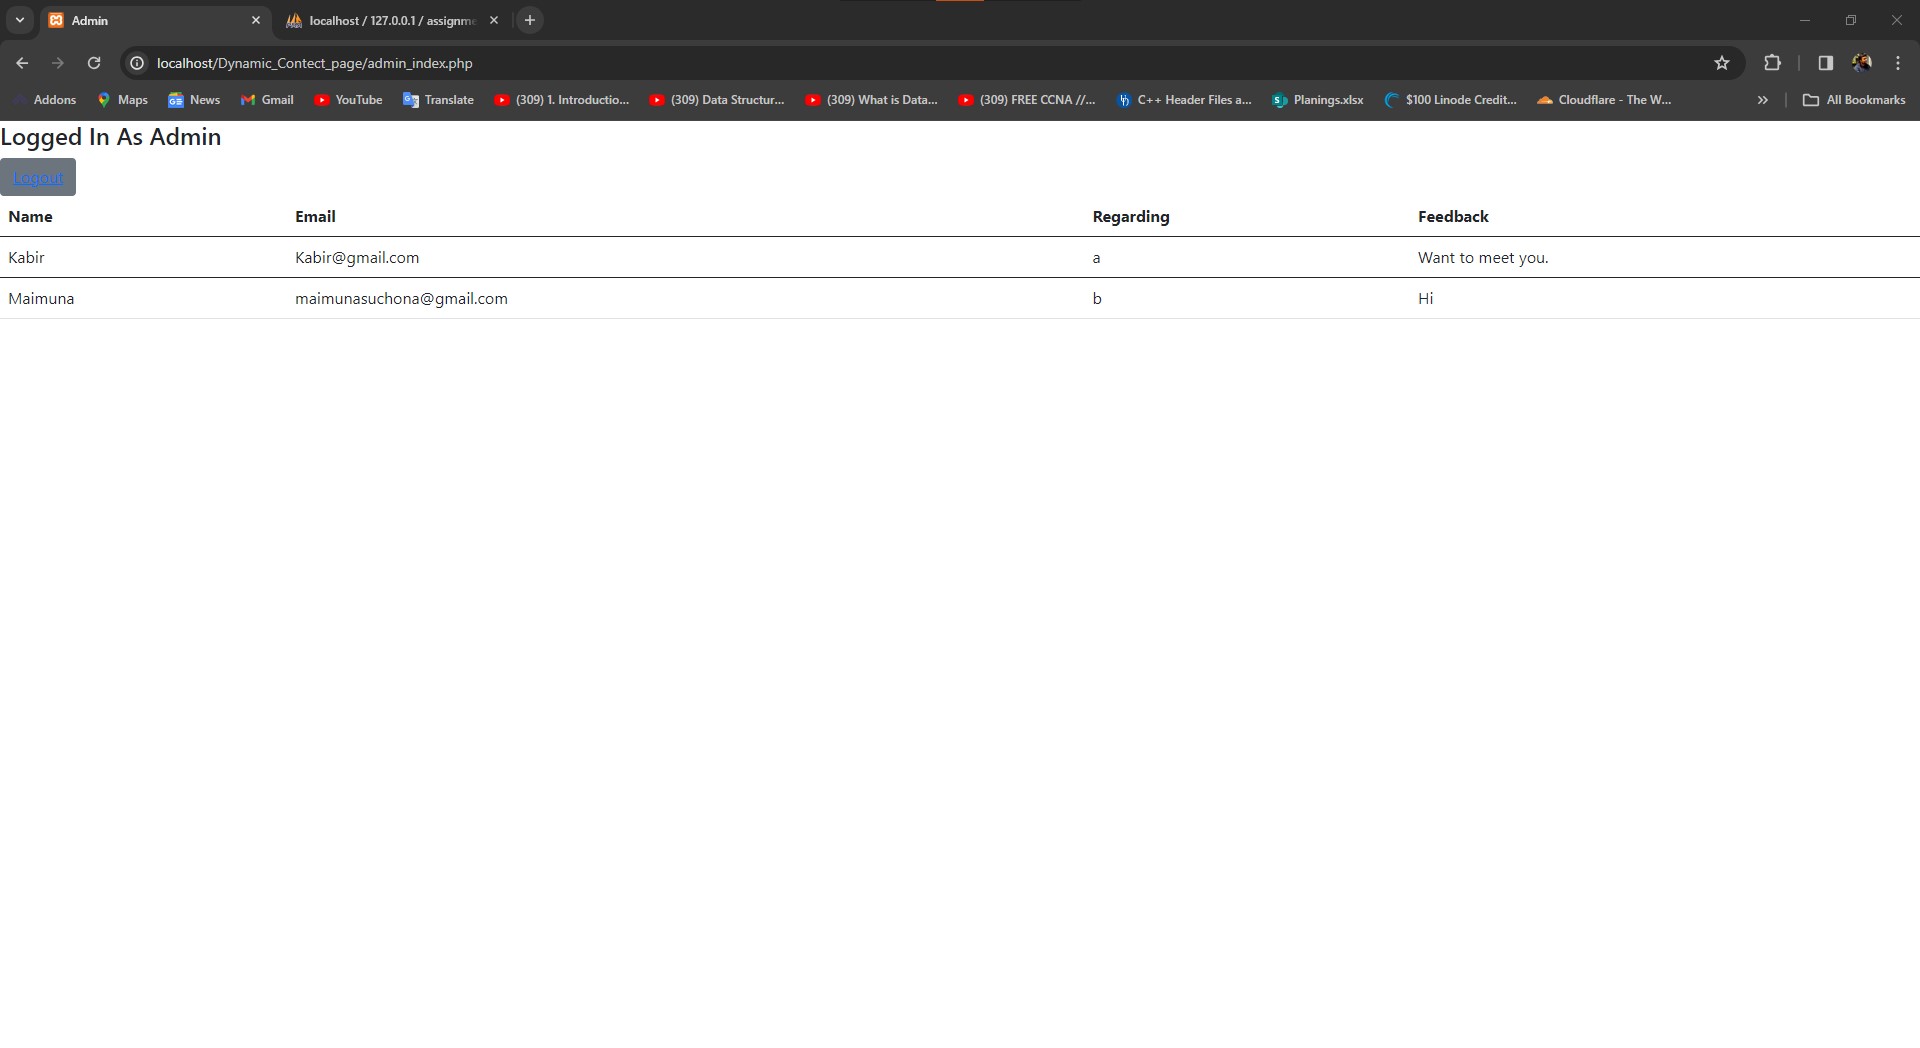 Admin
localhost / 127.0.0.1 / assignme
localhost/Dynamic_Contect_page/admin_index.php
Addons Maps News Gmail YouTube Translate (309) 1. Introductio... (309) Data Structur... (309) What is Data... (309) FREE CCNA //... C++ Header Files a... Planings.xlsx $100 Linode Credit... Cloudflare - The W... All Bookmarks
Logged In As Admin
Logout
Name Email Regarding Feedback
Kabir Kabir@gmail.com a Want to meet you.
Maimuna maimunasuchona@gmail.com b Hi